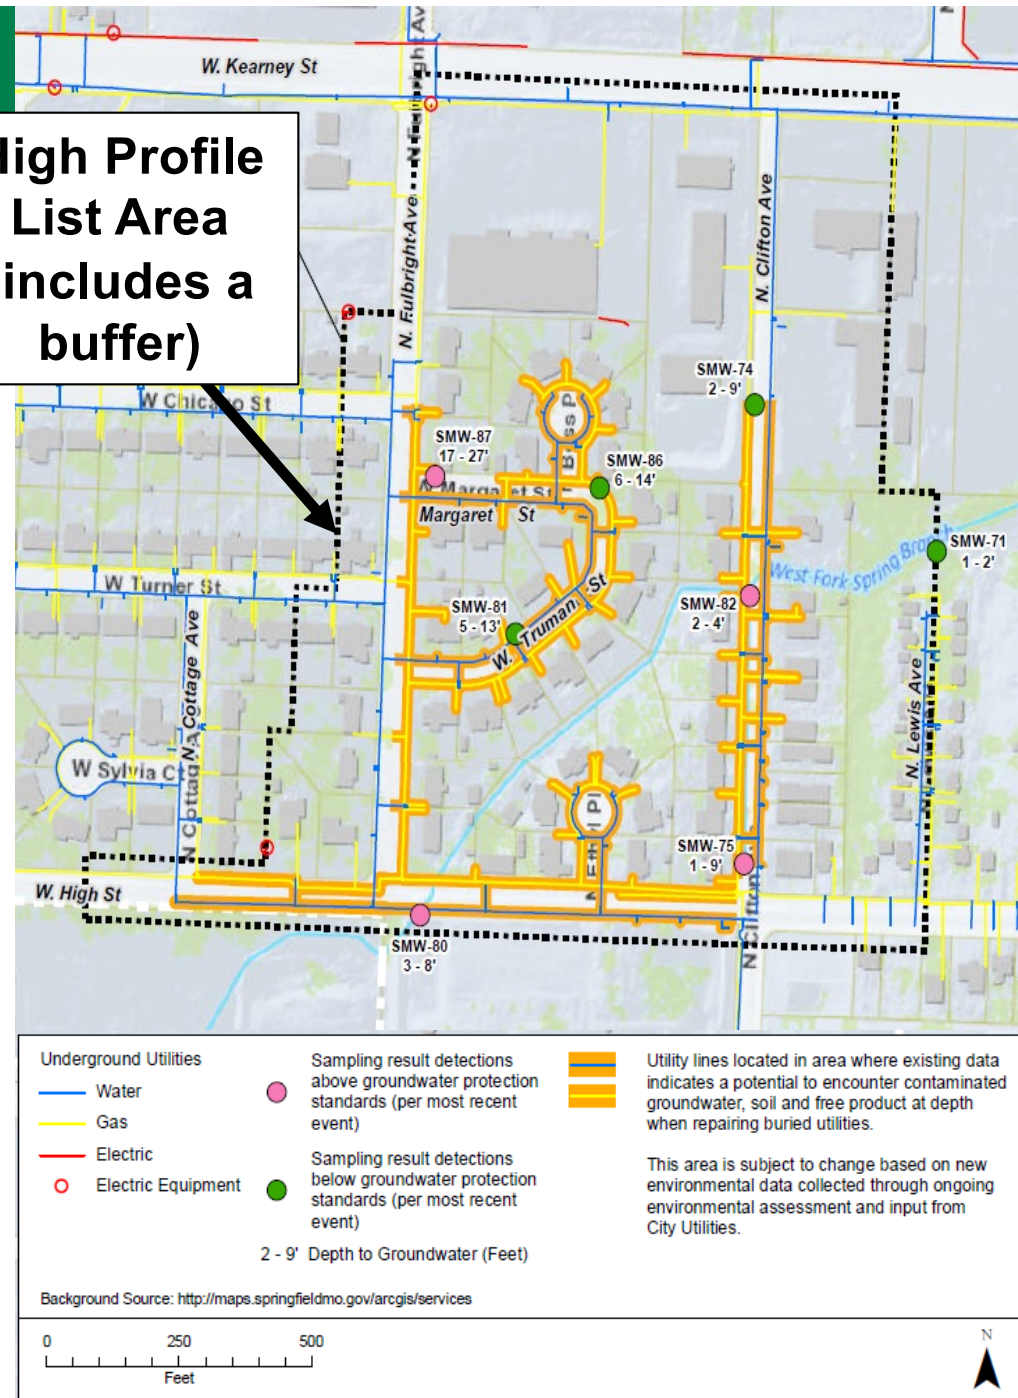 W. Kearney St
N Fulbright Av
High Profile
List Area
includes a
buffer)
N. Fulbright Ave
N. Clifton Ave
W Chicago St
SMW-74
2 - 9'
SMW-87
17 - 27'
SMW-86
6 - 14'
N Margaret St
Margaret St
SMW-71
1 - 2'
West Fork Spring Branch
W Turner St
SMW-81
5 - 13'
W. Truman St
SMW-82
2 - 4'
N. Cottage Ave
N Cottag
W Sylvia Ct
N. Lewis Ave
N Ethel Pl
SMW-75
1 - 9'
W. High St
N Clifton
SMW-80
3 - 8'
Underground Utilities
Water
Gas
Electric
Electric Equipment
Sampling result detections
above groundwater protection
standards (per most recent
event)
Sampling result detections
below groundwater protection
standards (per most recent
event)
2 - 9' Depth to Groundwater (Feet)
Utility lines located in area where existing data
indicates a potential to encounter contaminated
groundwater, soil and free product at depth
when repairing buried utilities.
This area is subject to change based on new
environmental data collected through ongoing
environmental assessment and input from
City Utilities.
Background Source: http://maps.springfieldmo.gov/arcgis/services
0 250 500
Feet
N